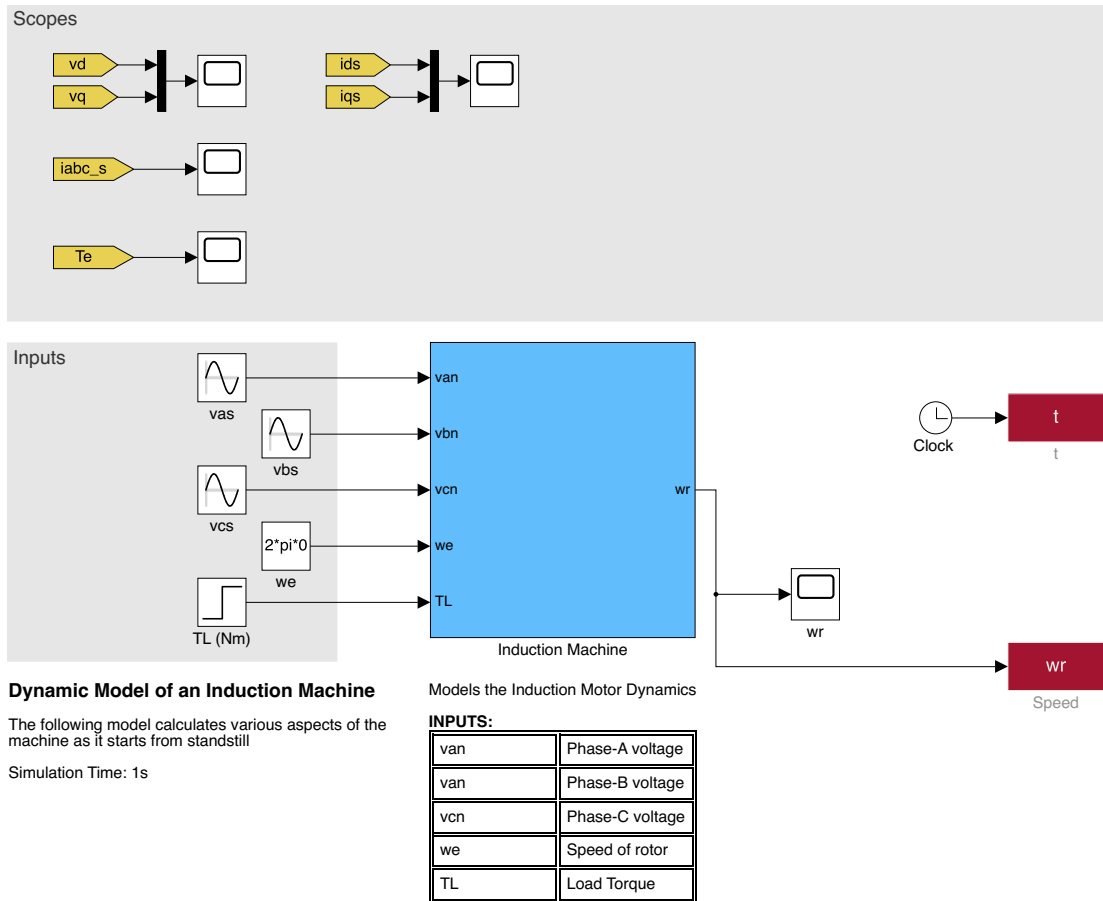 Scopes
vd
vq
ids
iqs
iabc_s
Te
Inputs
vas
vbs
vcs
2*pi*0
we
TL (Nm)
van
vbn
vcn
we
TL
wr
Induction Machine
Clock
t
t
wr
wr
Speed
Dynamic Model of an Induction Machine
The following model calculates various aspects of the
machine as it starts from standstill
Simulation Time: 1s
Models the Induction Motor Dynamics
INPUTS:
van Phase-A voltage
van Phase-B voltage
vcn Phase-C voltage
we Speed of rotor
TL Load Torque